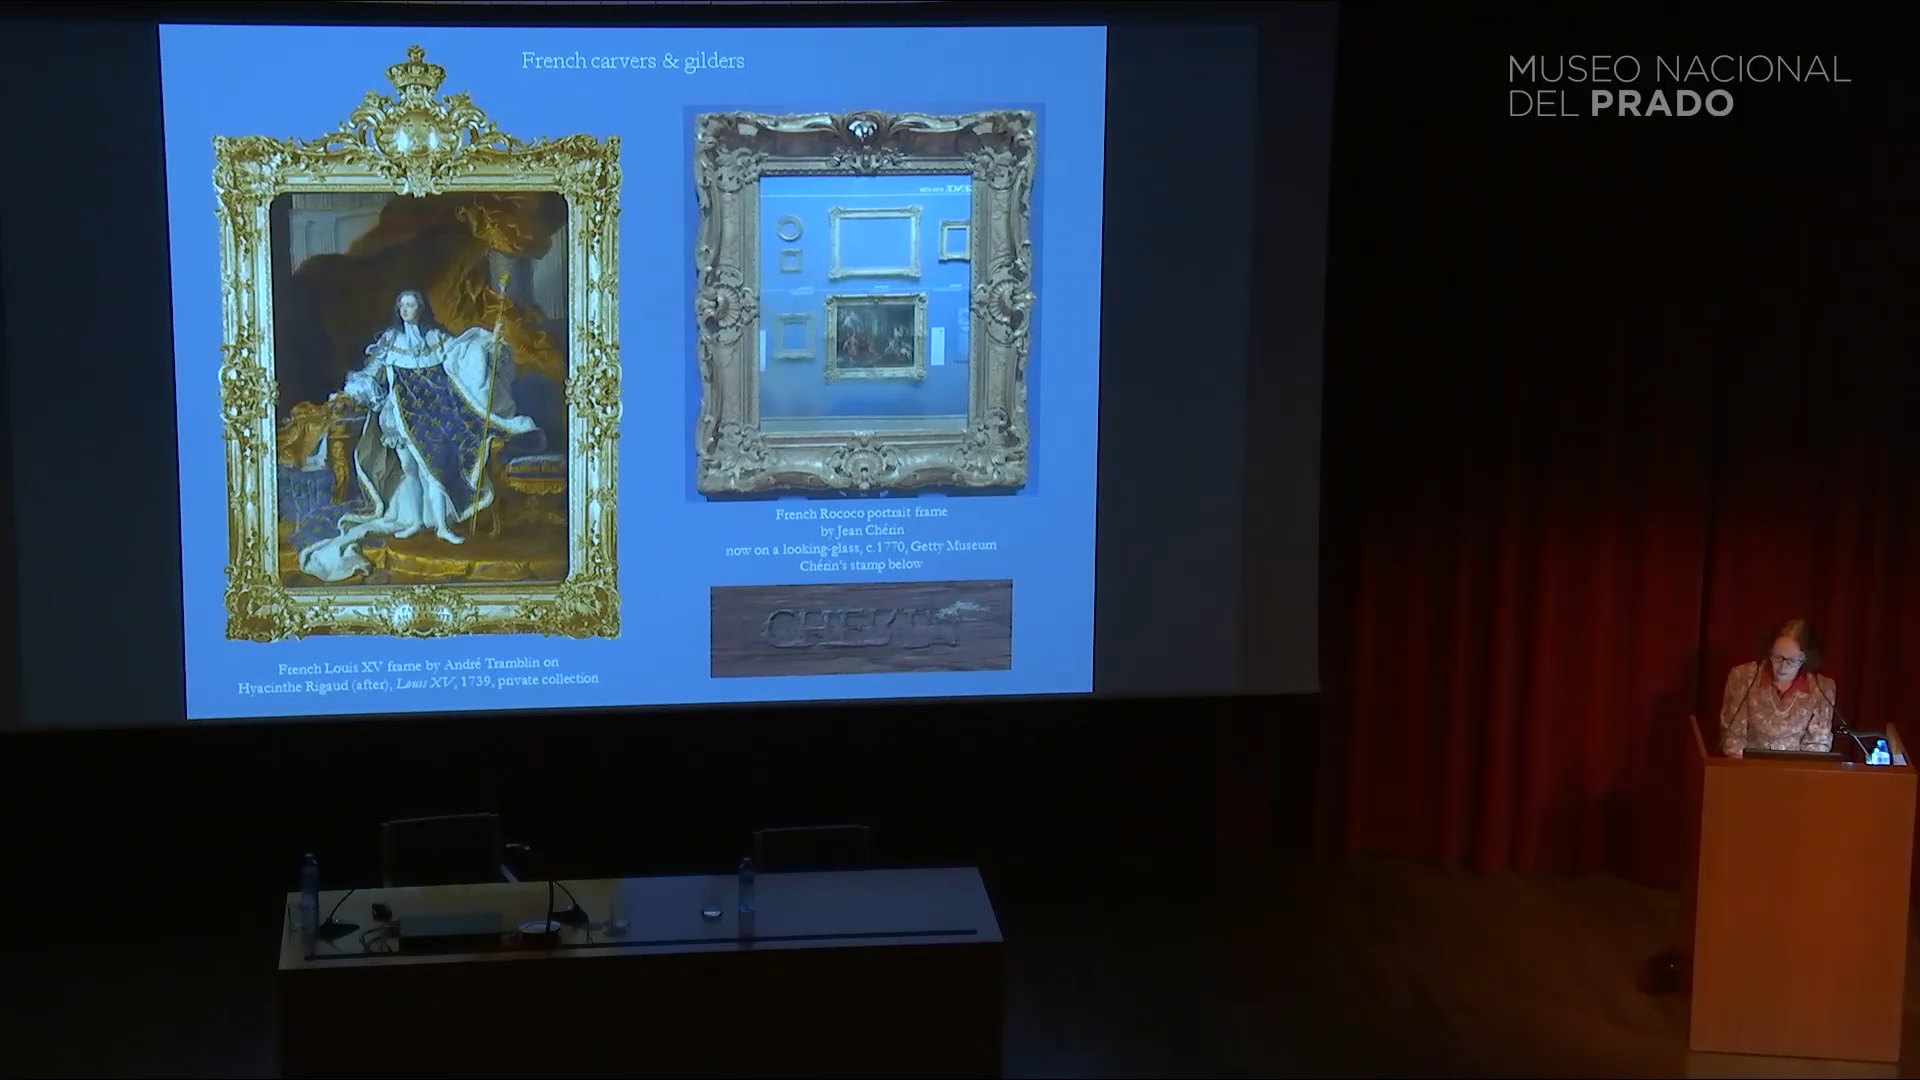 French carvers & gilders
MUSEO NACIONAL
DEL PRADO
French Rococo portrait frame
by Jean Chérin
now on a looking-glass, c.1770, Getty Museum
Chérin's stamp below
CHERIN
French Louis XV frame by André Tramblin on
Hyacinthe Rigaud (after), Louis XV, 1739, private collection